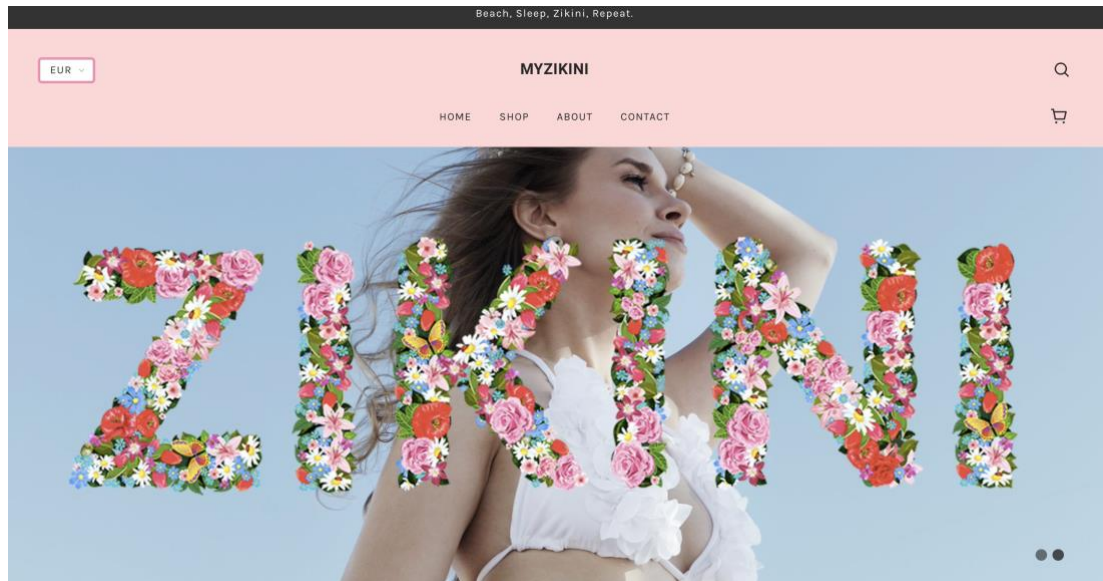 Beach, Sleep, Zikini, Repeat.
EUR
MYZIKINI
HOME SHOP ABOUT CONTACT
ZIKINI